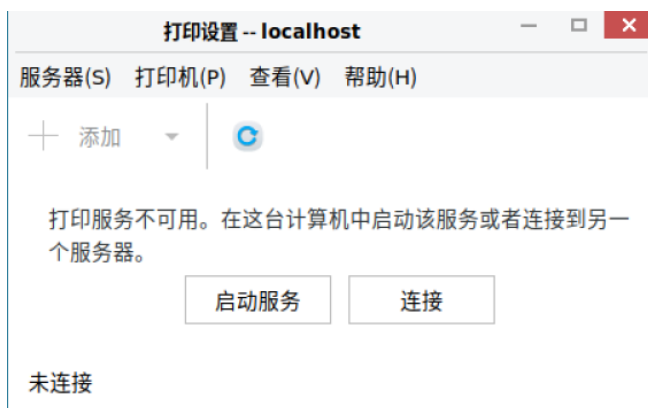 打印设置 -- localhost
服务器(S) 打印机(P) 查看(V) 帮助(H)
添加
打印服务不可用。在这台计算机中启动该服务或者连接到另一
个服务器。
启动服务 连接
未连接